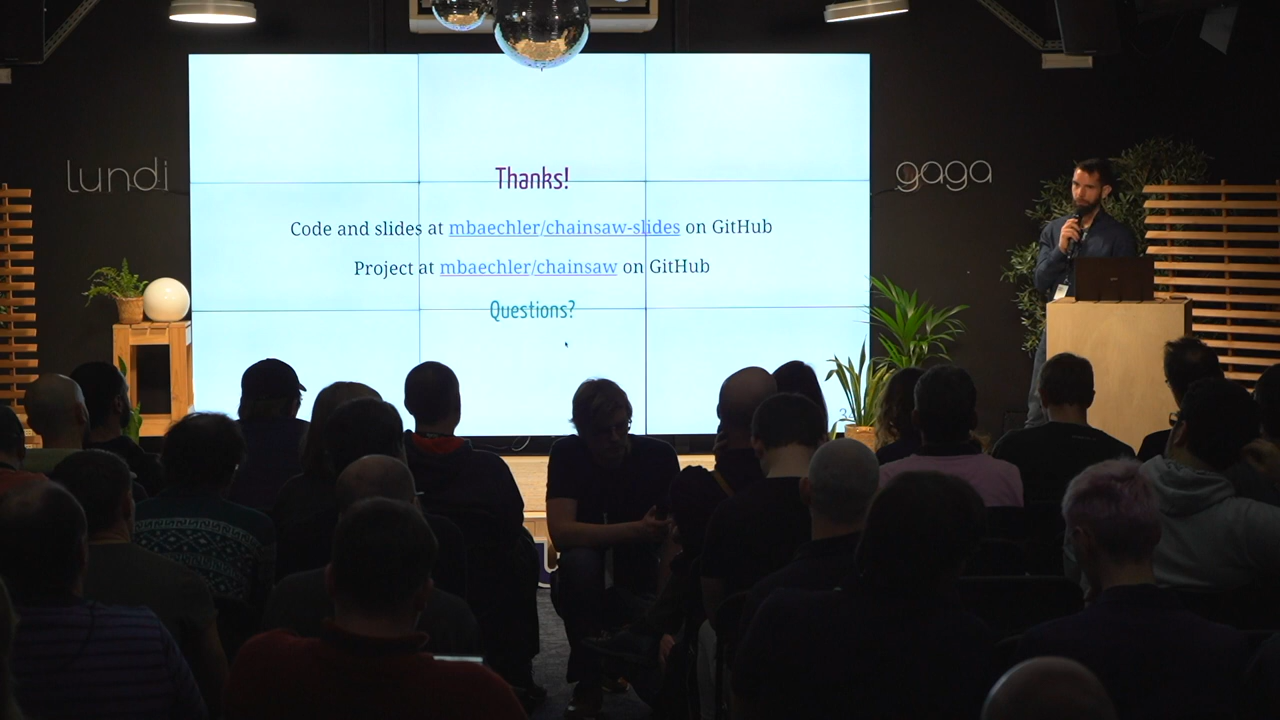 lundi
gaga
Thanks!
Code and slides at mbaechler/chainsaw-slides on GitHub
Project at mbaechler/chainsaw on GitHub
Questions?